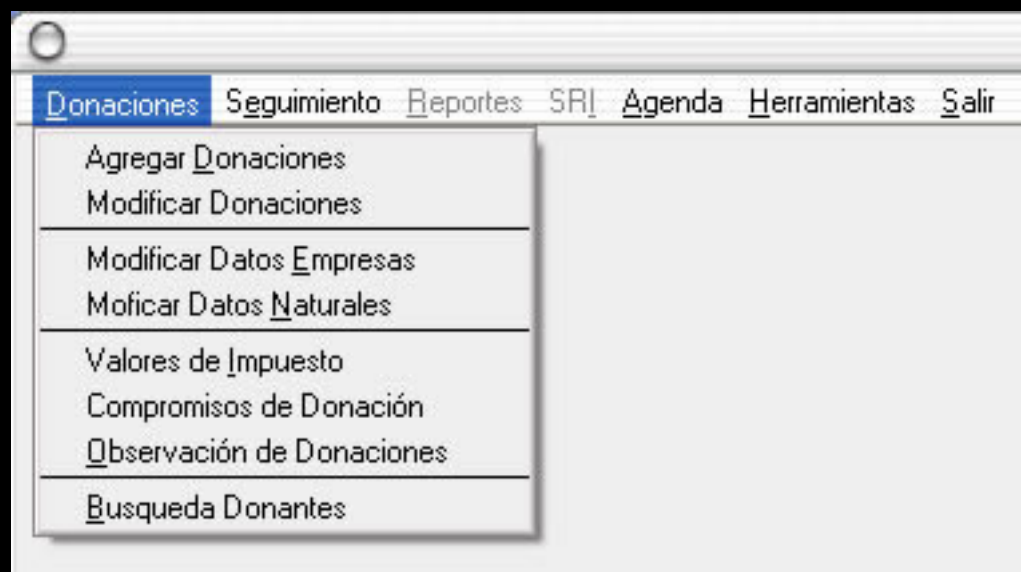 Donaciones Seguimiento Reportes SRI Agenda Herramientas Salir
Agregar Donaciones
Modificar Donaciones
Modificar Datos Empresas
Moficar Datos Naturales
Valores de Impuesto
Compromisos de Donación
Observación de Donaciones
Busqueda Donantes